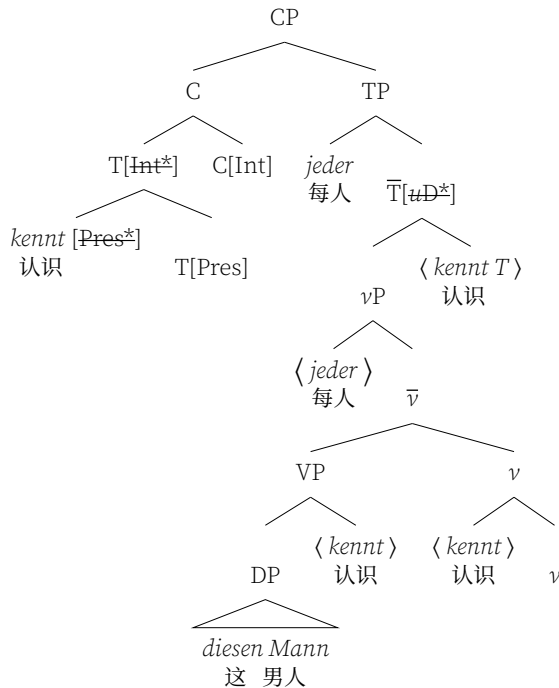 CP
C TP
T[Int*] C[Int] jeder
每人 T̅[uD*]
kennt [Pres*]
认识 T[Pres] 〈 kennt T 〉
认识
vP
〈 jeder 〉
每人 v̅
VP v
〈 kennt 〉 〈 kennt 〉
DP 认识 认识 v
diesen Mann
这 男人